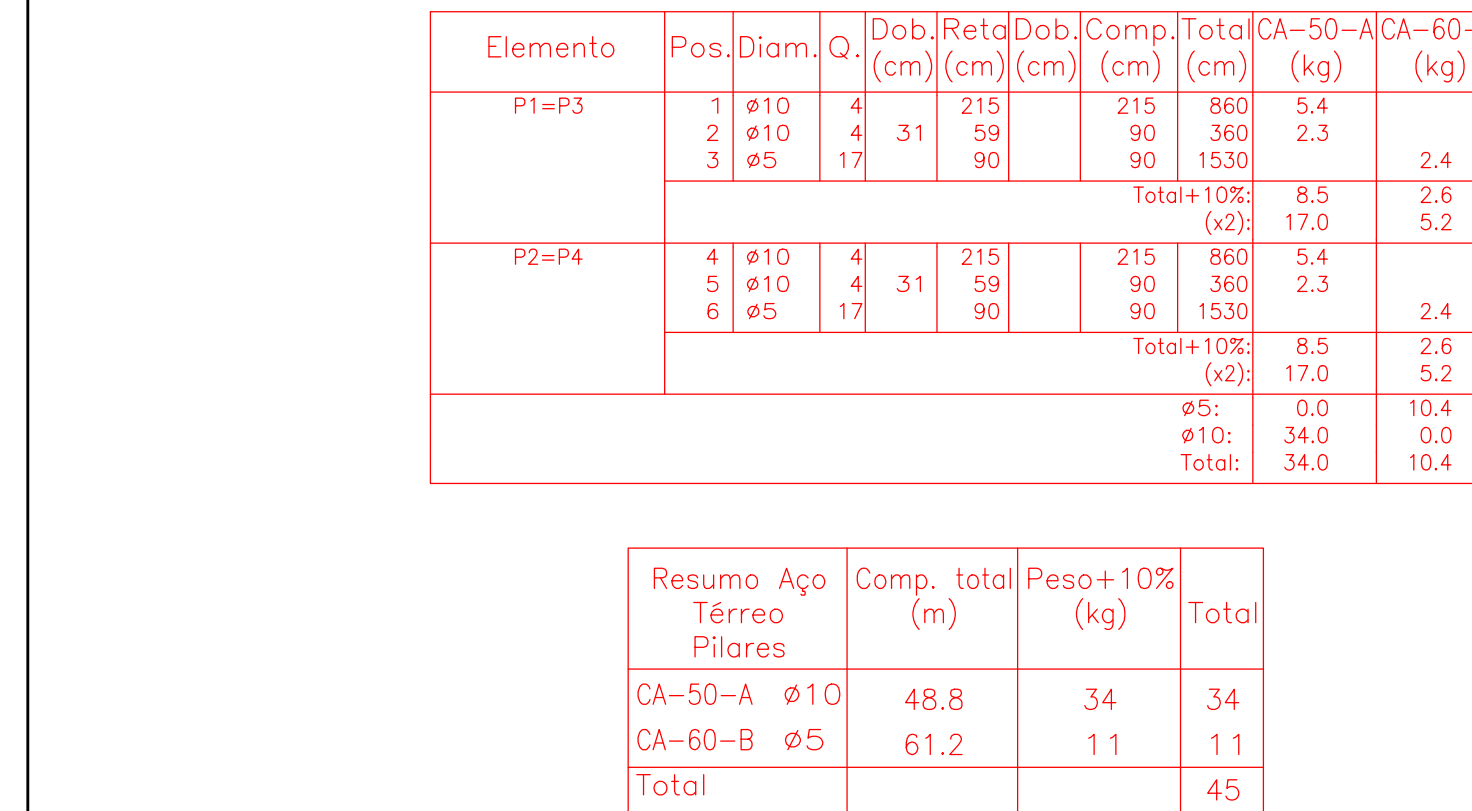 Elemento Pos. Diam. Q. Dob. (cm) Reta (cm) Dob. (cm) Comp. (cm) Total (cm) CA-50-A (kg) CA-60- (kg)
P1=P3 1 ø10 4 215 215 860 5.4
2 ø10 4 31 59 90 360 2.3
3 ø5 17 90 90 1530 2.4
Total+10%: 8.5 2.6
(x2): 17.0 5.2
P2=P4 4 ø10 4 215 215 860 5.4
5 ø10 4 31 59 90 360 2.3
6 ø5 17 90 90 1530 2.4
Total+10%: 8.5 2.6
(x2): 17.0 5.2
ø5: 0.0 10.4
ø10: 34.0 0.0
Total: 34.0 10.4
Resumo Aço Térreo Pilares Comp. total (m) Peso+10% (kg) Total
CA-50-A ø10 48.8 34 34
CA-60-B ø5 61.2 11 11
Total 45